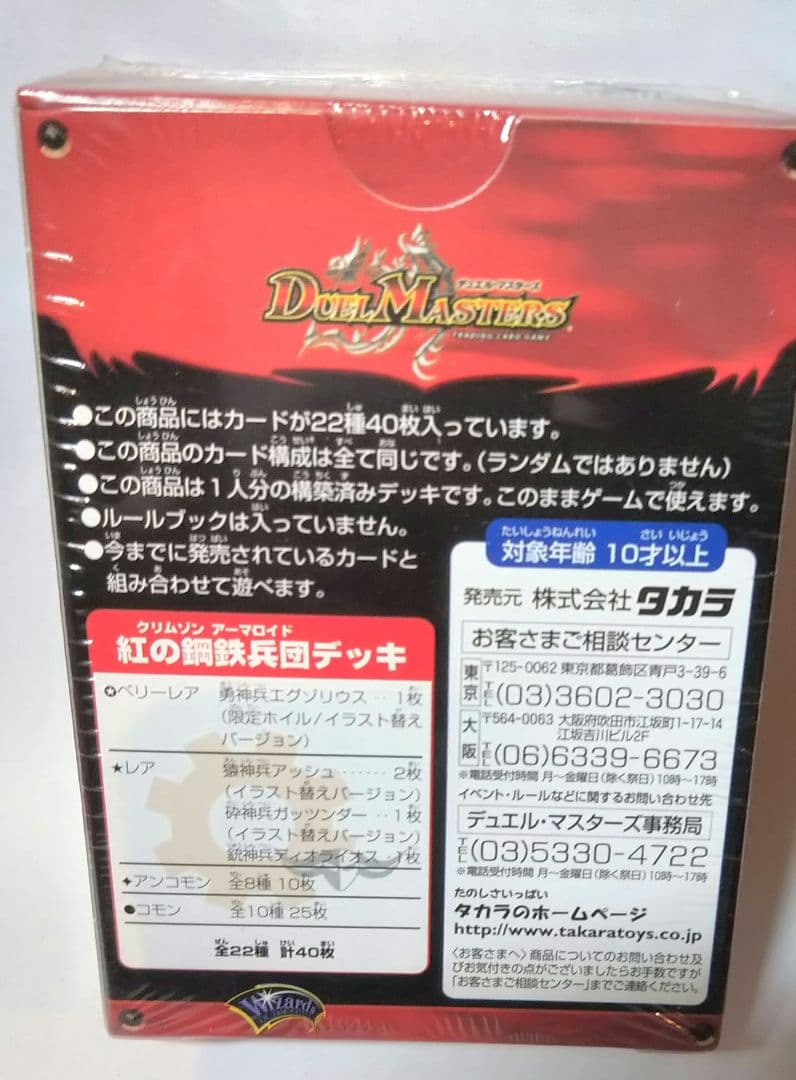 デュエル・マスターズ
DUEL MASTERS
TRADING CARD GAME
●この商品にはカードが22種40枚入っています。
●この商品のカード構成は全て同じです。(ランダムではありません)
●この商品は1人分の構築済みデッキです。このままゲームで使えます。
●ルールブックは入っていません。
●今までに発売されているカードと
組み合わせて遊べます。
クリムゾン アーマロイド
紅の鋼鉄兵団デッキ
✪ベリーレア 勇神兵エグゾリウス‥1枚
(限定ホイル/イラスト替え
バージョン)
★レア 猿神兵アッシュ‥‥‥2枚
(イラスト替えバージョン)
砕神兵ガッツンダー‥1枚
(イラスト替えバージョン)
銃神兵ディオライオス‥1枚
✦アンコモン 全8種 10枚
●コモン 全10種 25枚
全22種 計40枚
Wizards
たいしょうねんれい さい いじょう
対象年齢 10才以上
発売元 株式会社 タカラ
お客さまご相談センター
東京 〒125-0062 東京都葛飾区青戸3-39-6
TEL(03)3602-3030
大阪 〒564-0063 大阪府吹田市江坂町1-17-14
江坂吉川ビル2F
TEL(06)6339-6673
※電話受付時間 月～金曜日(除く祭日)10時～17時
イベント・ルールなどに関するお問い合わせ先
デュエル・マスターズ事務局
TEL(03)5330-4722
※電話受付時間 月～金曜日(除く祭日)10時～17時
たのしさいっぱい
タカラのホームページ
http://www.takaratoys.co.jp
〈お客さまへ〉商品についてのお問い合わせ及
びお気付きの点がございましたらお手数ですが
「お客さまご相談センター」までご連絡ください。